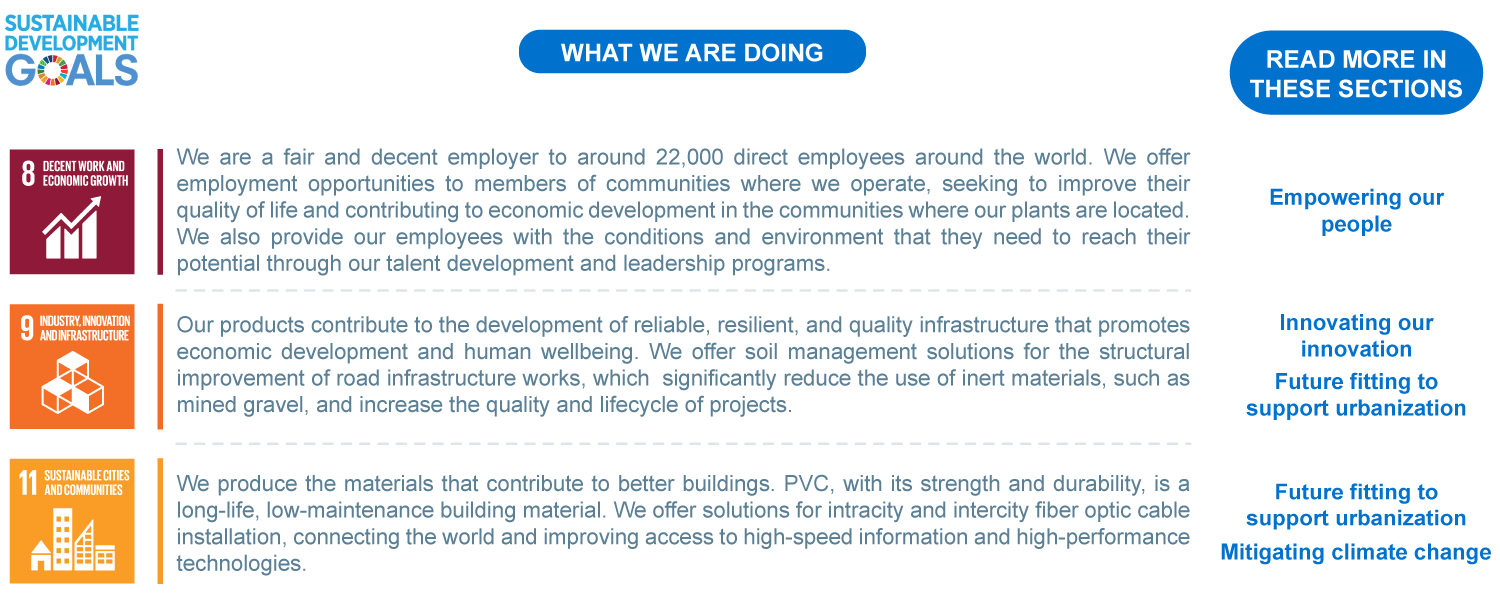 SUSTAINABLE
DEVELOPMENT
GOALS
WHAT WE ARE DOING
READ MORE IN
THESE SECTIONS
8 DECENT WORK AND
ECONOMIC GROWTH
We are a fair and decent employer to around 22,000 direct employees around the world. We offer
employment opportunities to members of communities where we operate, seeking to improve their
quality of life and contributing to economic development in the communities where our plants are located.
We also provide our employees with the conditions and environment that they need to reach their
potential through our talent development and leadership programs.
Empowering our
people
9 INDUSTRY, INNOVATION
AND INFRASTRUCTURE
Our products contribute to the development of reliable, resilient, and quality infrastructure that promotes
economic development and human wellbeing. We offer soil management solutions for the structural
improvement of road infrastructure works, which significantly reduce the use of inert materials, such as
mined gravel, and increase the quality and lifecycle of projects.
Innovating our
innovation
Future fitting to
support urbanization
11 SUSTAINABLE CITIES
AND COMMUNITIES
We produce the materials that contribute to better buildings. PVC, with its strength and durability, is a
long-life, low-maintenance building material. We offer solutions for intracity and intercity fiber optic cable
installation, connecting the world and improving access to high-speed information and high-performance
technologies.
Future fitting to
support urbanization
Mitigating climate change